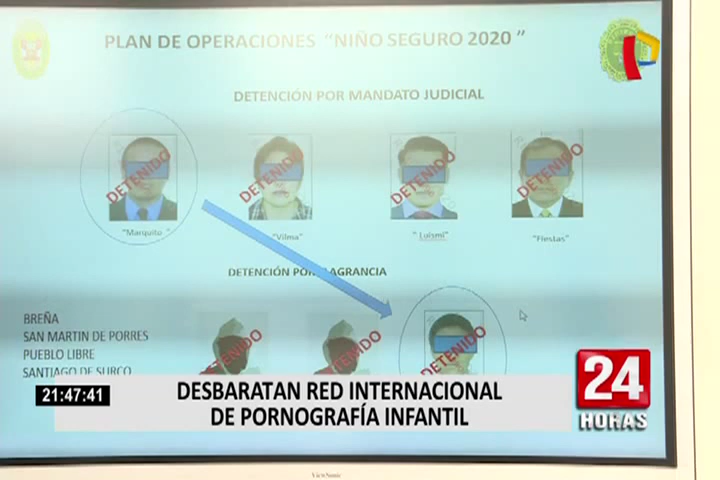 PLAN DE OPERACIONES "NIÑO SEGURO 2020"
DETENCIÓN POR MANDATO JUDICIAL
DETENIDO DETENIDO DETENIDO DETENIDO
"Marquito " "Vilma" " Luismi" "Fiestas"
DETENCIÓN POR AGRANCIA
BREÑA
SAN MARTIN DE PORRES
PUEBLO LIBRE
SANTIAGO DE SURCO
DETENIDO DETENIDO DETENIDO
21:47:41
DESBARATAN RED INTERNACIONAL
DE PORNOGRAFÍA INFANTIL
24
HORAS
ViewSonic